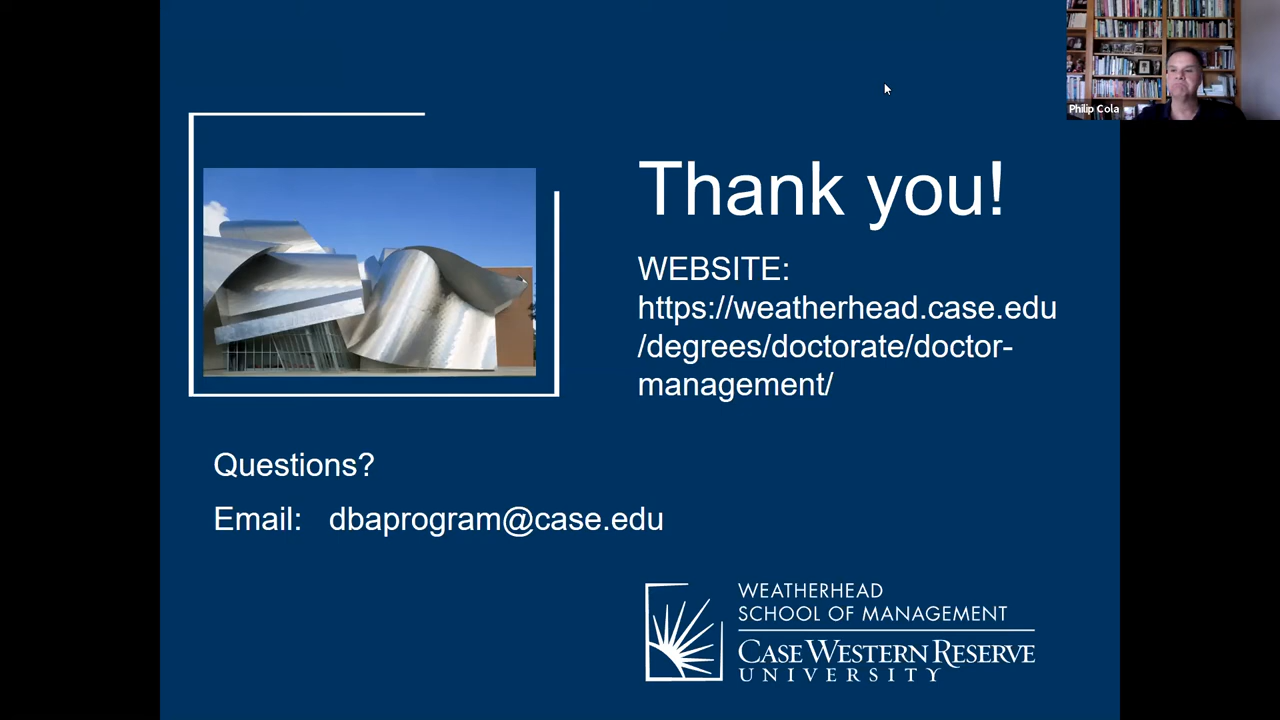 Philip Cola
Thank you!
WEBSITE:
https://weatherhead.case.edu
/degrees/doctorate/doctor-
management/
Questions?
Email: dbaprogram@case.edu
WEATHERHEAD
SCHOOL OF MANAGEMENT
CASE WESTERN RESERVE
UNIVERSITY